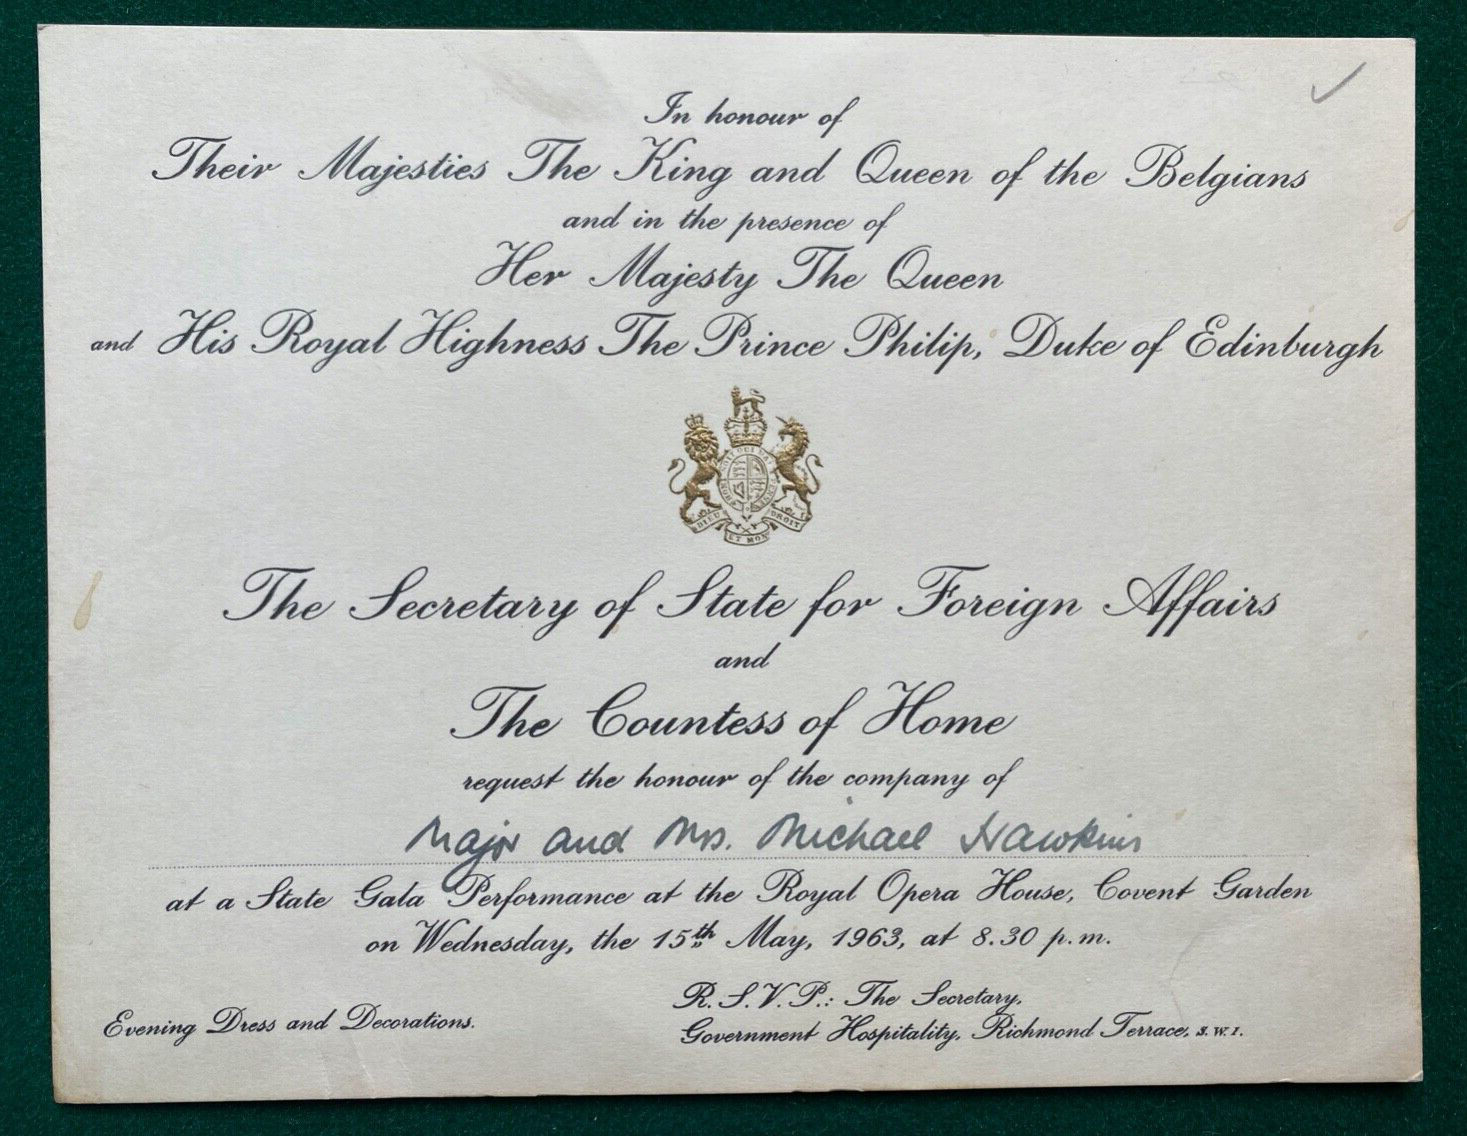 In honour of
Their Majesties The King and Queen of the Belgians
and in the presence of
Her Majesty The Queen
and His Royal Highness The Prince Philip, Duke of Edinburgh
DIEU ET MON DROIT
The Secretary of State for Foreign Affairs
and
The Countess of Home
request the honour of the company of
Major and Mrs. Michael Hawkins
at a State Gala Performance at the Royal Opera House, Covent Garden
on Wednesday, the 15th May, 1963, at 8.30 p.m.
R.S.V.P.: The Secretary,
Evening Dress and Decorations.
Government Hospitality, Richmond Terrace, S.W.1.